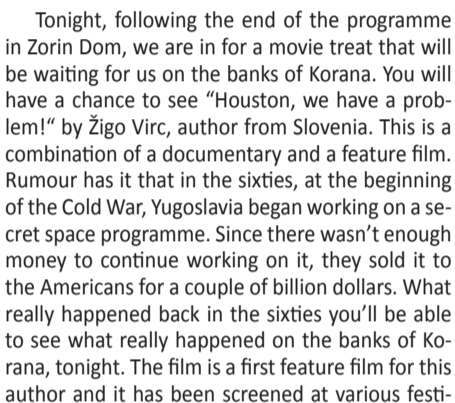 Tonight, following the end of the programme
in Zorin Dom, we are in for a movie treat that will
be waiting for us on the banks of Korana. You will
have a chance to see “Houston, we have a prob-
lem!“ by Žigo Virc, author from Slovenia. This is a
combination of a documentary and a feature film.
Rumour has it that in the sixties, at the beginning
of the Cold War, Yugoslavia began working on a se-
cret space programme. Since there wasn’t enough
money to continue working on it, they sold it to
the Americans for a couple of billion dollars. What
really happened back in the sixties you’ll be able
to see what really happened on the banks of Ko-
rana, tonight. The film is a first feature film for this
author and it has been screened at various festi-